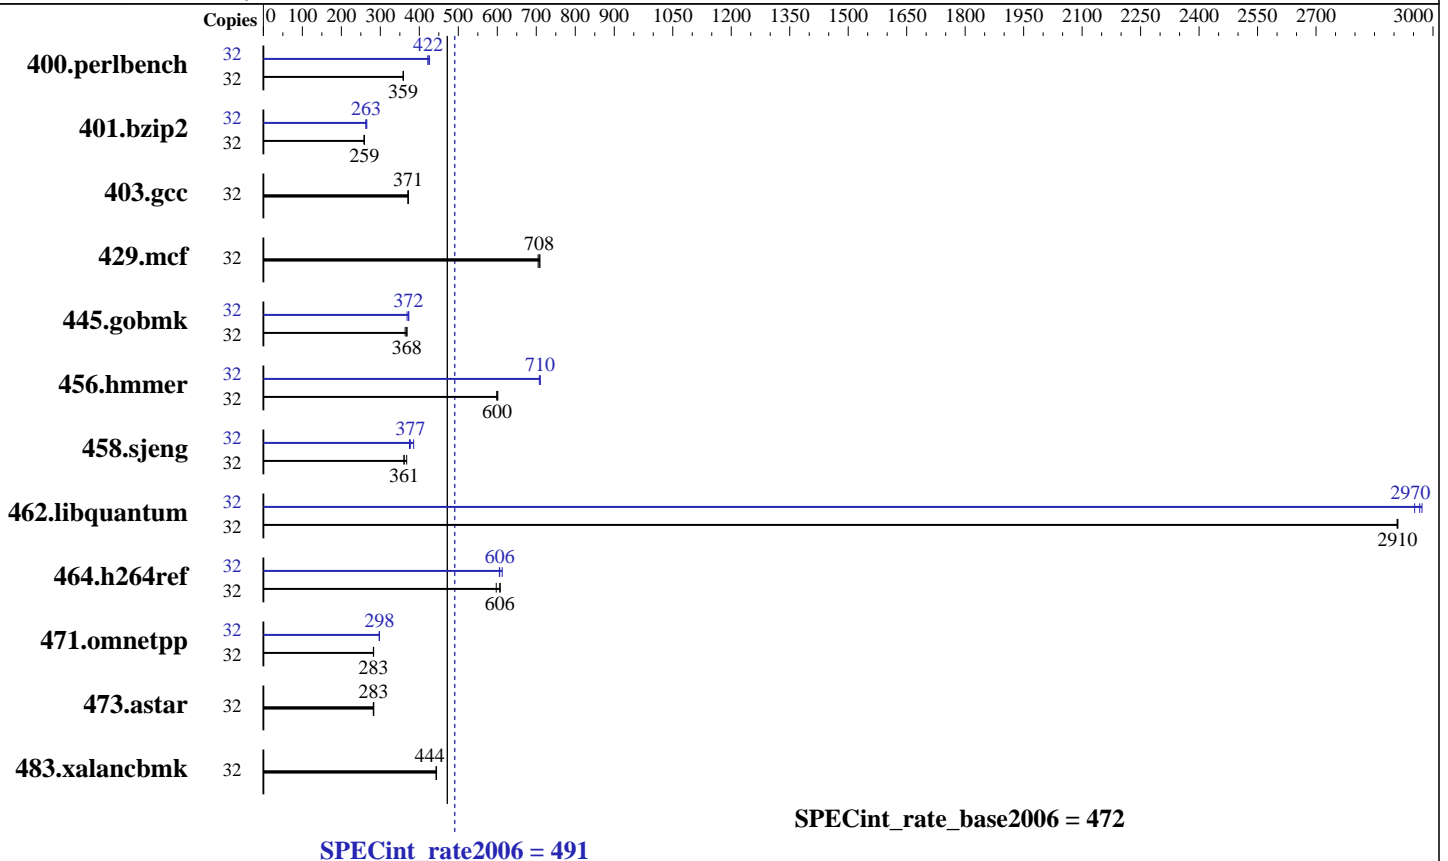 Copies 0 100 200 300 400 500 600 700 800 900 1050 1200 1350 1500 1650 1800 1950 2100 2250 2400 2550 2700 3000
400.perlbench 32 422
32 359
401.bzip2 32 263
32 259
403.gcc 32 371
429.mcf 32 708
445.gobmk 32 372
32 368
456.hmmer 32 710
32 600
458.sjeng 32 377
32 361
462.libquantum 32 2970
32 2910
464.h264ref 32 606
32 606
471.omnetpp 32 298
32 283
473.astar 32 283
483.xalancbmk 32 444
SPECint_rate_base2006 = 472
SPECint_rate2006 = 491